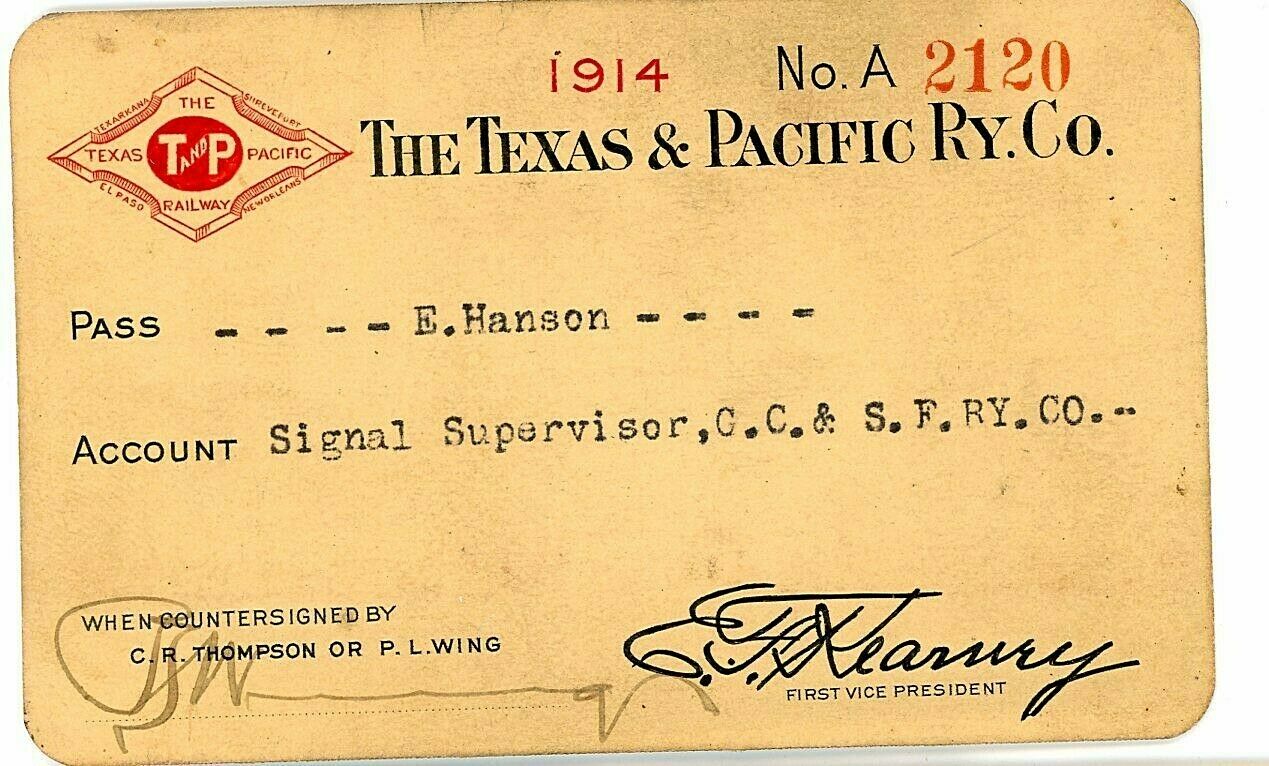 1914 No. A 2120
THE TEXAS & PACIFIC RY. CO.
TEXARKANA THE SHREVEPORT
TEXAS T AND P PACIFIC
EL PASO RAILWAY NEW ORLEANS
PASS - - - - E.Hanson - - - -
ACCOUNT Signal Supervisor,G.C.& S.F.RY.CO.--
WHEN COUNTERSIGNED BY
C. R. THOMPSON OR P. L. WING
FIRST VICE PRESIDENT